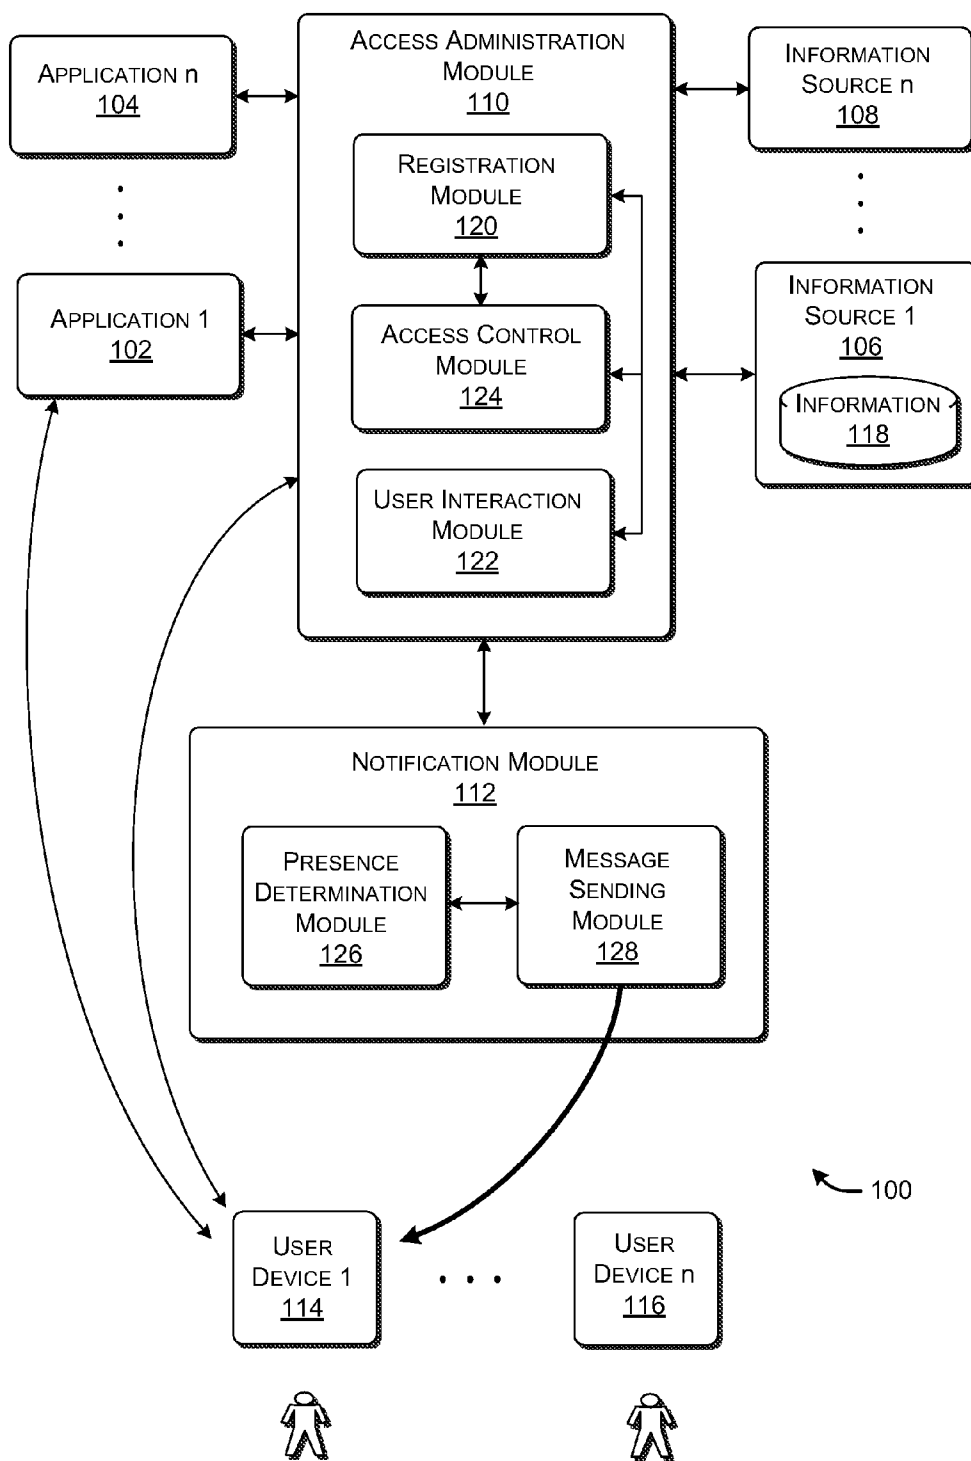 ACCESS ADMINISTRATION
MODULE
110
APPLICATION n
104
INFORMATION
SOURCE n
108
REGISTRATION
MODULE
120
APPLICATION 1
102
ACCESS CONTROL
MODULE
124
INFORMATION
SOURCE 1
106
INFORMATION
118
USER INTERACTION
MODULE
122
NOTIFICATION MODULE
112
PRESENCE
DETERMINATION
MODULE
126
MESSAGE
SENDING
MODULE
128
100
USER
DEVICE 1
114
USER
DEVICE n
116